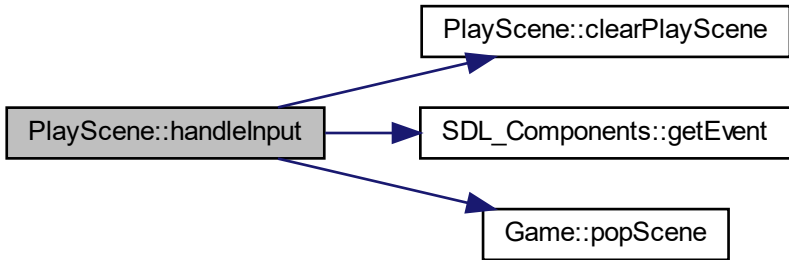 PlayScene::clearPlayScene
PlayScene::handleInput
SDL_Components::getEvent
Game::popScene